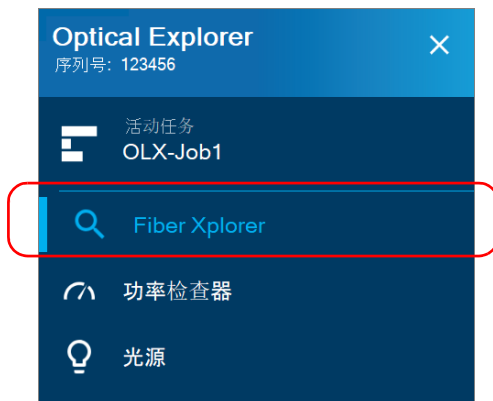 Optical Explorer
序列号: 123456
活动任务
OLX-Job1
Fiber Xplorer
功率检查器
光源